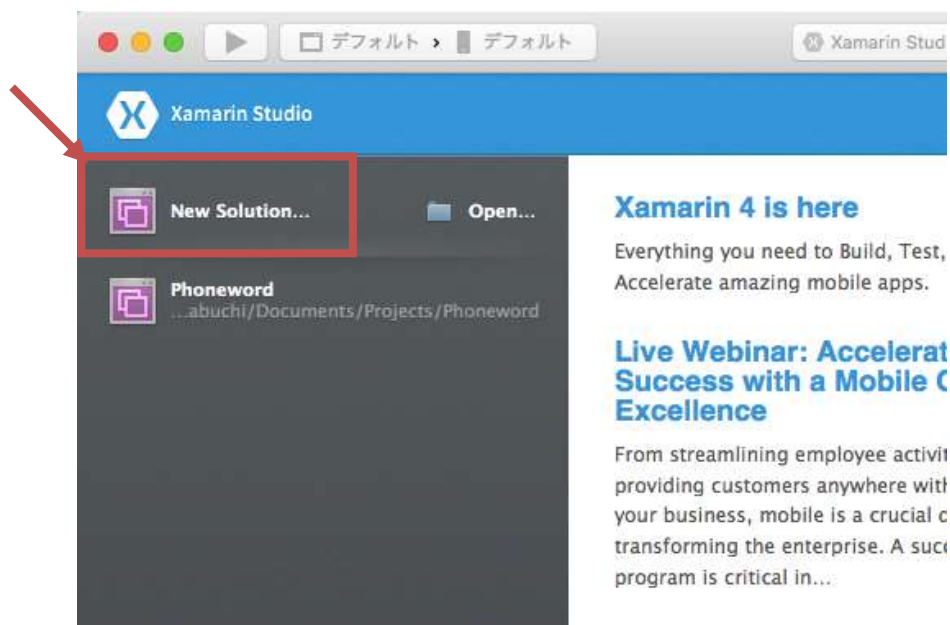 デフォルト › デフォルト
Xamarin Stud
Xamarin Studio
New Solution...
Open...
Phoneword
...abuchi/Documents/Projects/Phoneword
Xamarin 4 is here
Everything you need to Build, Test,
Accelerate amazing mobile apps.
Live Webinar: Accelerat
Success with a Mobile C
Excellence
From streamlining employee activit
providing customers anywhere with
your business, mobile is a crucial
transforming the enterprise. A succ
program is critical in...